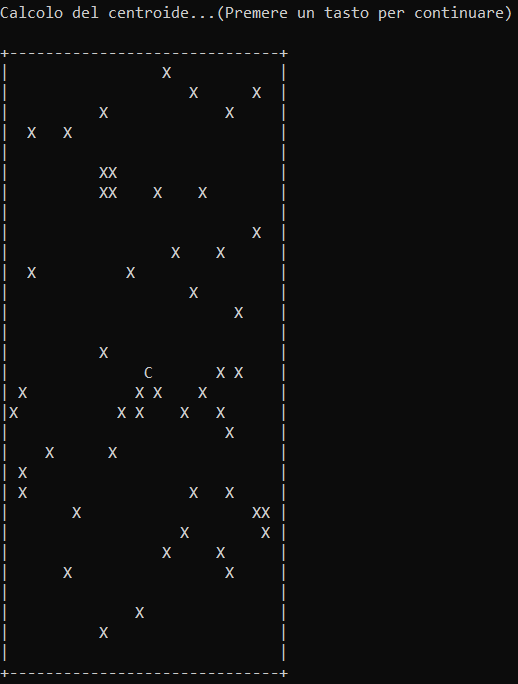 Calcolo del centroide...(Premere un tasto per continuare)
+------------------------------+
|                 X            |
|                    X      X  |
|          X             X     |
|  X   X                       |
|                              |
|          XX                  |
|          XX    X    X        |
|                              |
|                           X  |
|                  X    X      |
|  X          X                |
|                    X         |
|                         X    |
|                              |
|          X                   |
|               C       X X    |
| X            X X    X        |
|X           X X    X   X      |
|                        X     |
|    X      X                  |
| X                            |
| X                  X   X     |
|       X                   XX |
|                   X        X |
|                 X     X      |
|      X                 X     |
|                              |
|              X               |
|          X                   |
|                              |
+------------------------------+